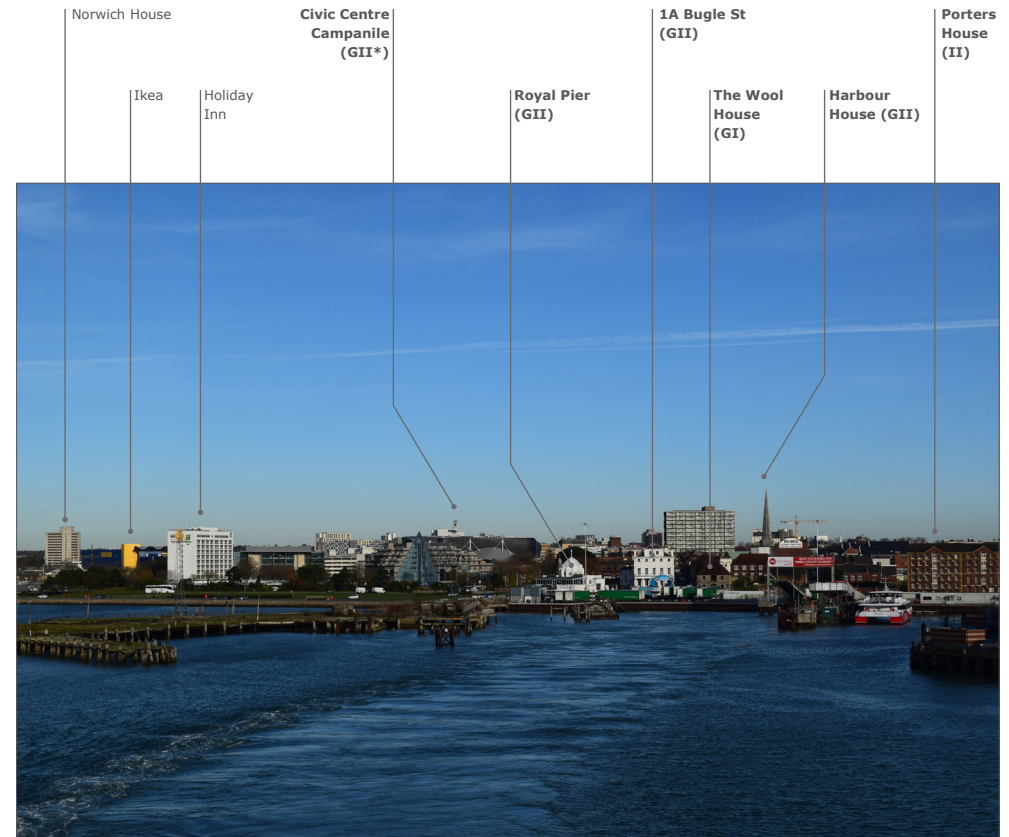 Norwich House
Civic Centre
Campanile
(GII*)
1A Bugle St
(GII)
Porters
House
(II)
Ikea
Holiday
Inn
Royal Pier
(GII)
The Wool
House
(GI)
Harbour
House (GII)